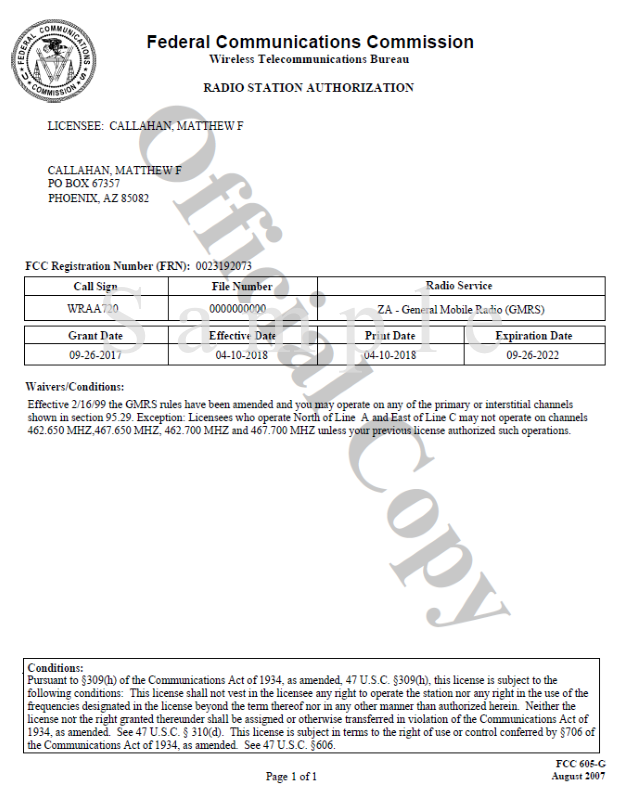 FEDERAL COMMUNICATIONS COMMISSION
Federal Communications Commission
Wireless Telecommunications Bureau
RADIO STATION AUTHORIZATION
LICENSEE: CALLAHAN, MATTHEW F
CALLAHAN, MATTHEW F
PO BOX 67357
PHOENIX, AZ 85082
FCC Registration Number (FRN): 0023192073
Call Sign File Number Radio Service
WRAA720 0000000000 ZA - General Mobile Radio (GMRS)
Sample
Grant Date Effective Date Print Date Expiration Date
09-26-2017 04-10-2018 04-10-2018 09-26-2022
Official Copy
Waivers/Conditions:
Effective 2/16/99 the GMRS rules have been amended and you may operate on any of the primary or interstitial channels
shown in section 95.29. Exception: Licensees who operate North of Line A and East of Line C may not operate on channels
462.650 MHZ,467.650 MHZ, 462.700 MHZ and 467.700 MHZ unless your previous license authorized such operations.
Conditions:
Pursuant to §309(h) of the Communications Act of 1934, as amended, 47 U.S.C. §309(h), this license is subject to the
following conditions: This license shall not vest in the licensee any right to operate the station nor any right in the use of the
frequencies designated in the license beyond the term thereof nor in any other manner than authorized herein. Neither the
license nor the right granted thereunder shall be assigned or otherwise transferred in violation of the Communications Act of
1934, as amended. See 47 U.S.C. § 310(d). This license is subject in terms to the right of use or control conferred by §706 of
the Communications Act of 1934, as amended. See 47 U.S.C. §606.
FCC 605-G
August 2007
Page 1 of 1